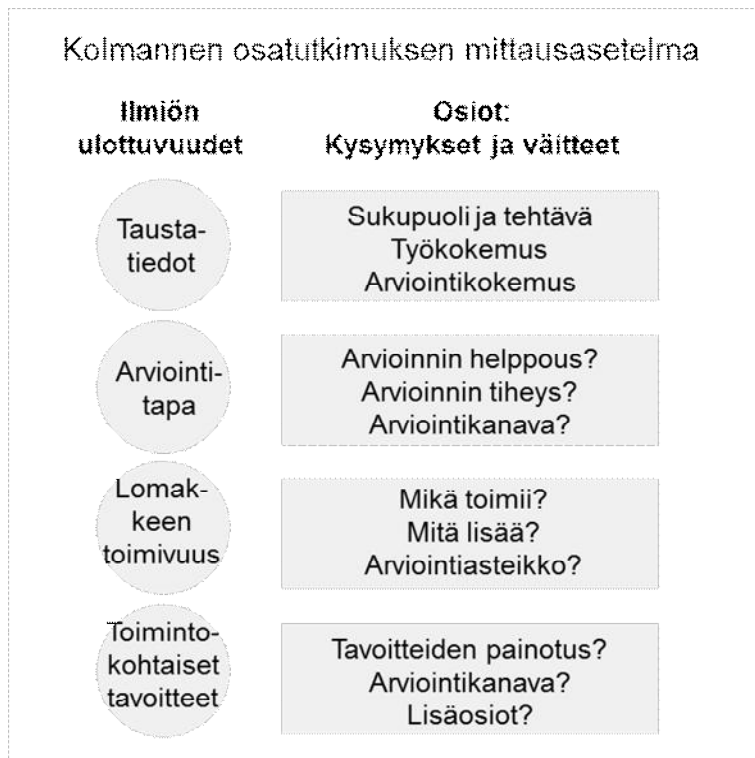 Kolmannen osatutkimuksen mittausasetelma
Ilmiön
ulottuvuudet
Osiot:
Kysymykset ja väitteet
Tausta-
tiedot
Sukupuoli ja tehtävä
Työkokemus
Arviointikokemus
Arviointi-
tapa
Arvioinnin helppous?
Arvioinnin tiheys?
Arviointikanava?
Lomak-
keen
toimivuus
Mikä toimii?
Mitä lisää?
Arviointiasteikko?
Toiminto-
kohtaiset
tavoitteet
Tavoitteiden painotus?
Arviointikanava?
Lisäosiot?